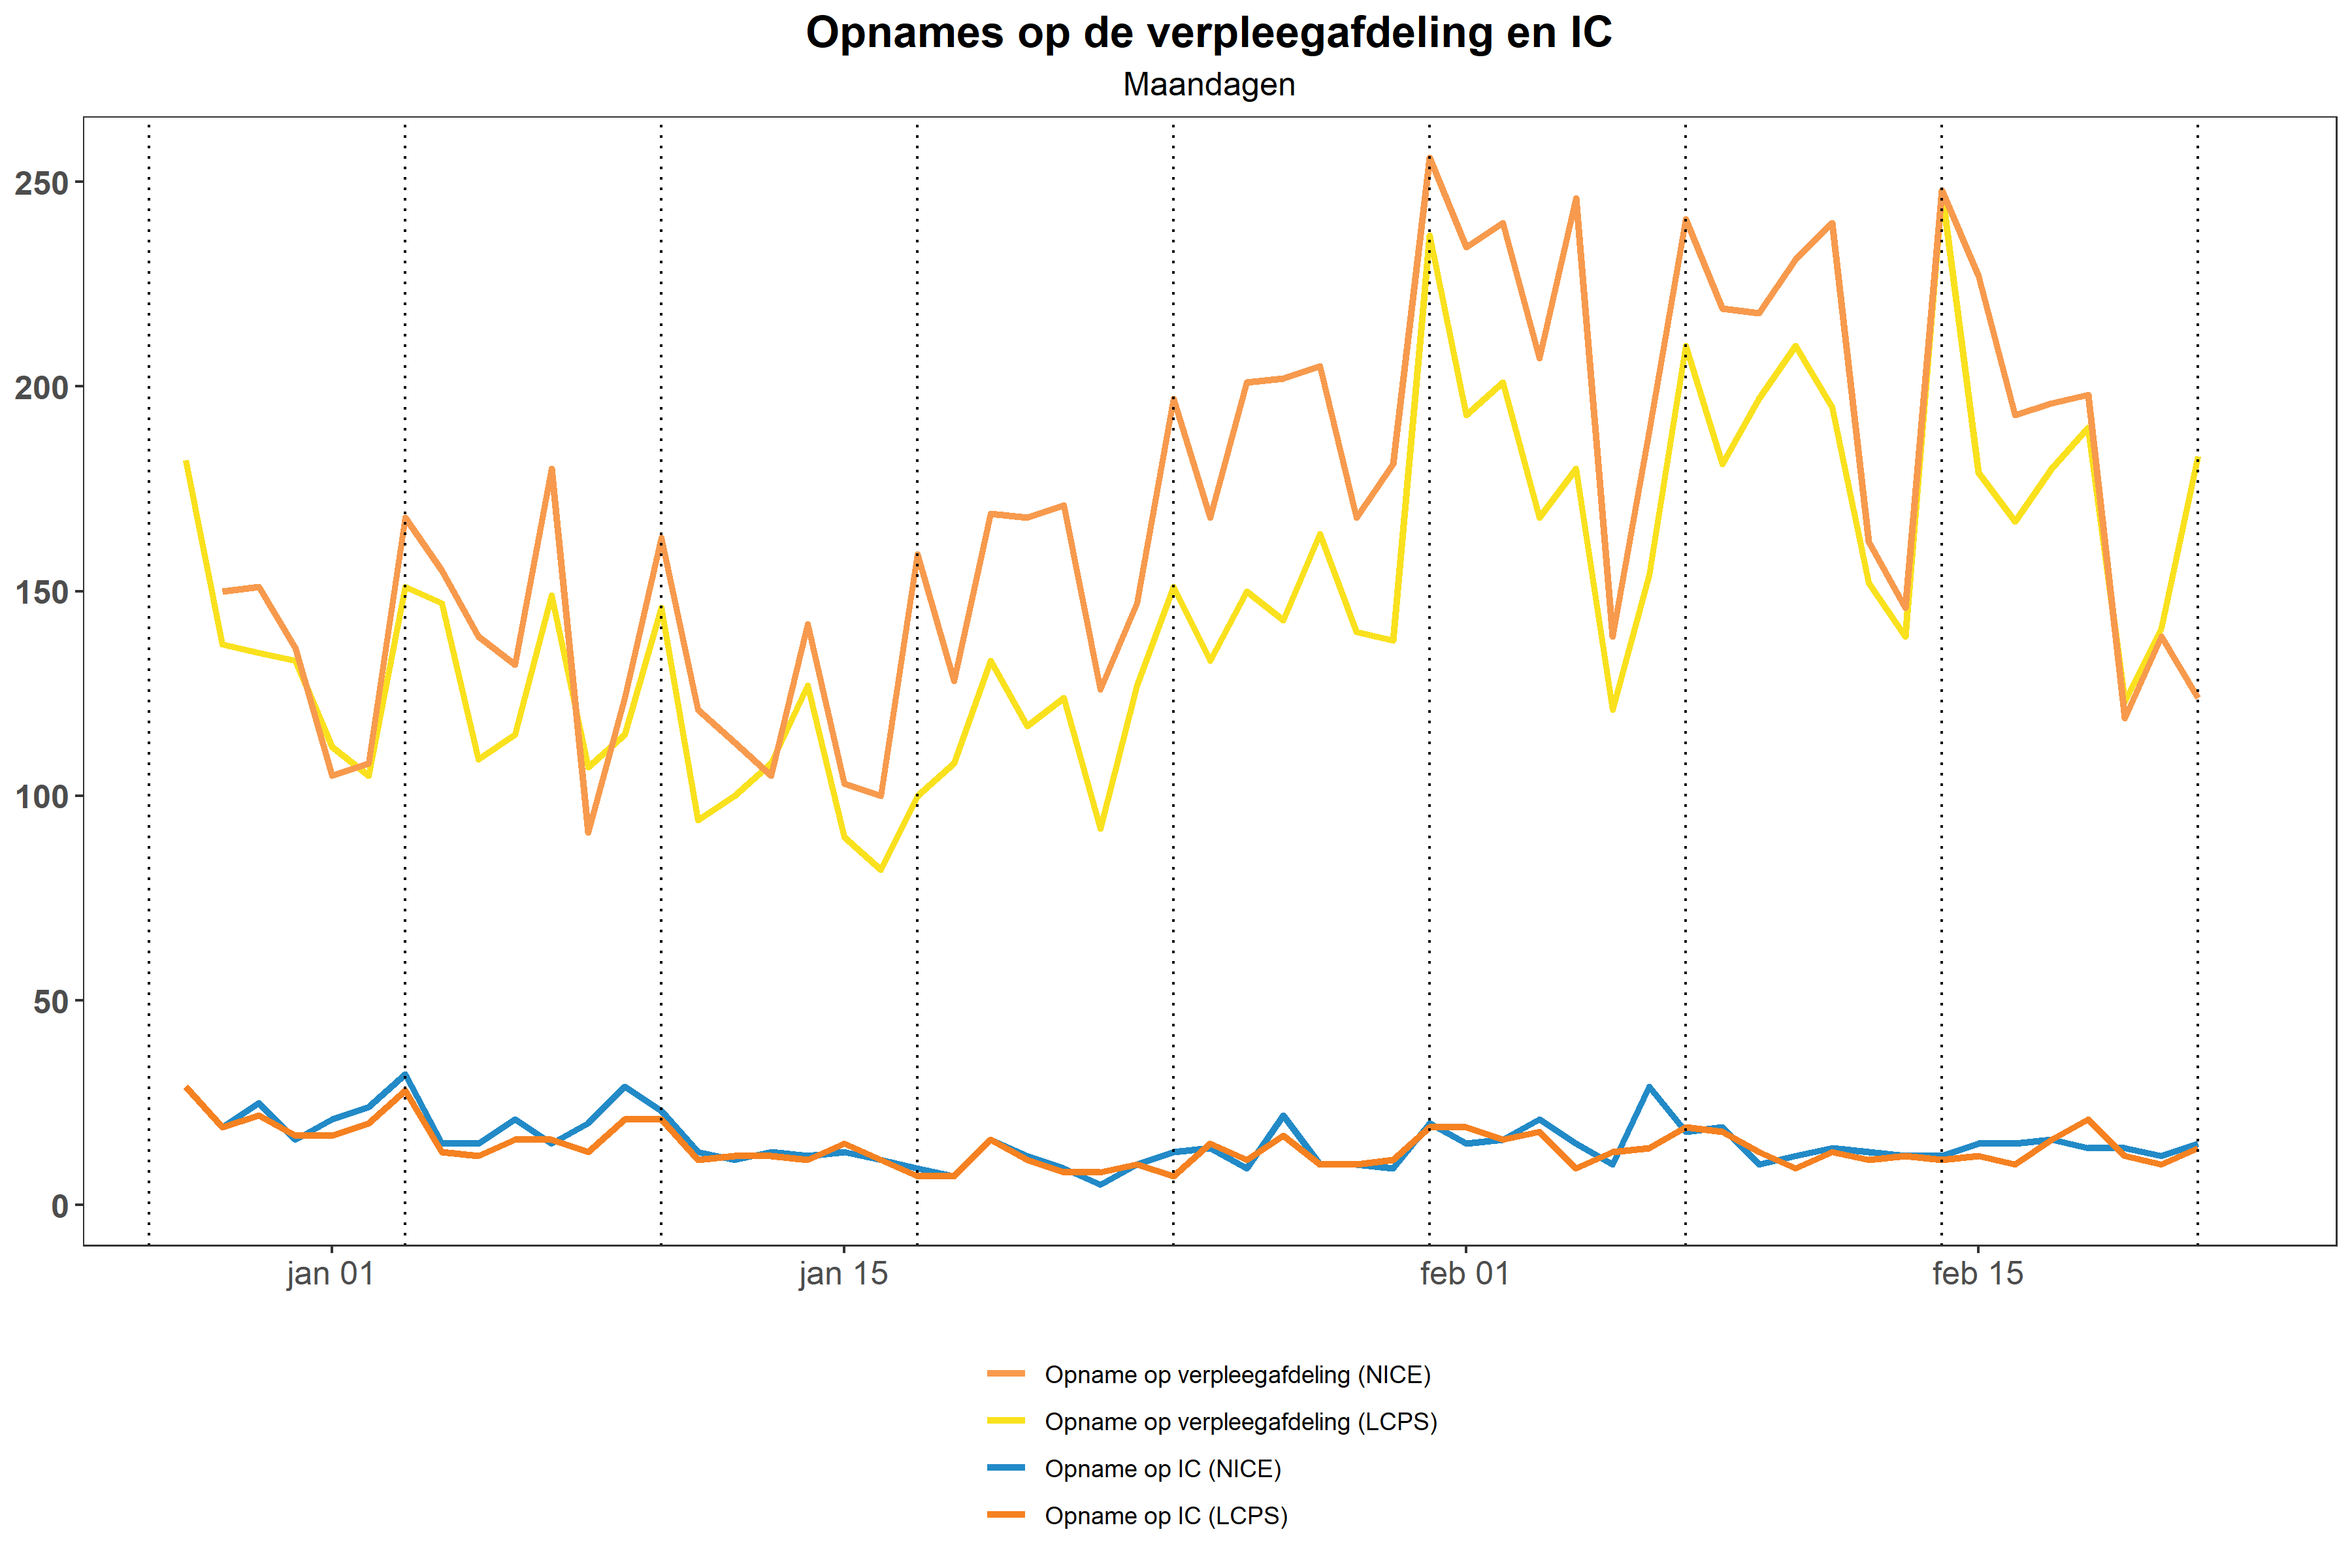 Opnames op de verpleegafdeling en IC
Maandagen
250
200
150
100
50
0
jan 01 jan 15 feb 01 feb 15
Opname op verpleegafdeling (NICE)
Opname op verpleegafdeling (LCPS)
Opname op IC (NICE)
Opname op IC (LCPS)